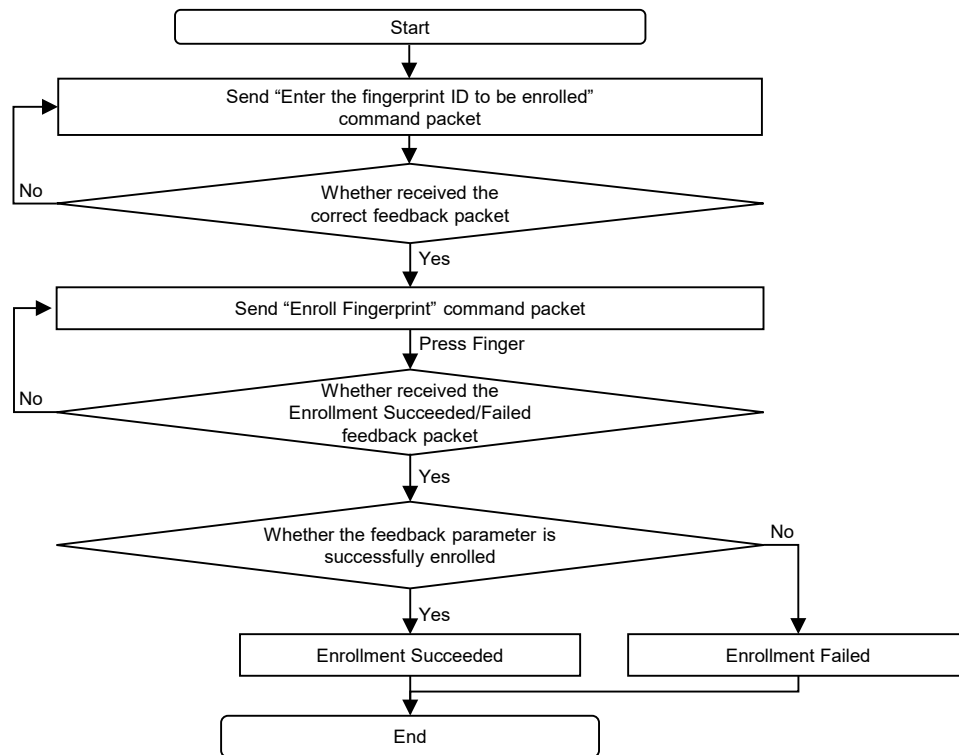 Start
Send “Enter the fingerprint ID to be enrolled”
command packet
No
Whether received the
correct feedback packet
Yes
Send “Enroll Fingerprint” command packet
Press Finger
No
Whether received the
Enrollment Succeeded/Failed
feedback packet
Yes
Whether the feedback parameter is
successfully enrolled
No
Yes
Enrollment Succeeded
Enrollment Failed
End